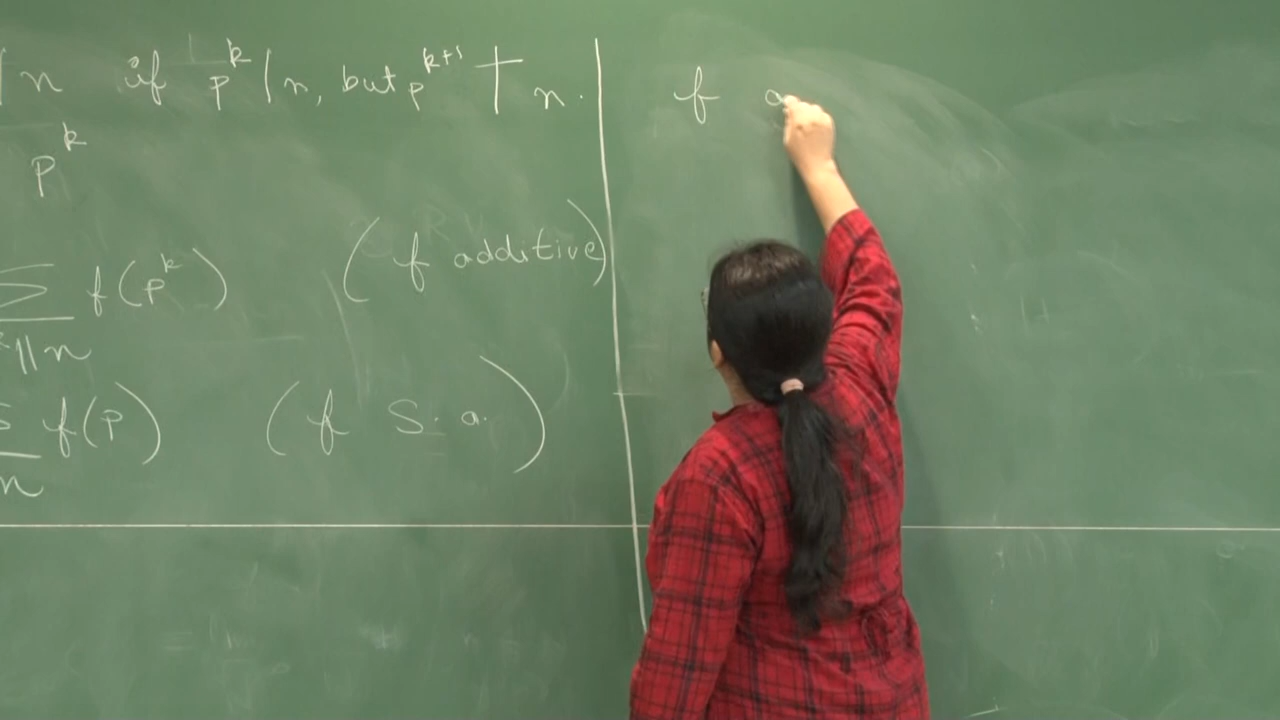 | n if p^k | n, but p^{k+1} † n.
p^k
∑ f(p^k) (f additive)
|| n
f(p) (f S. a.)
n
f a